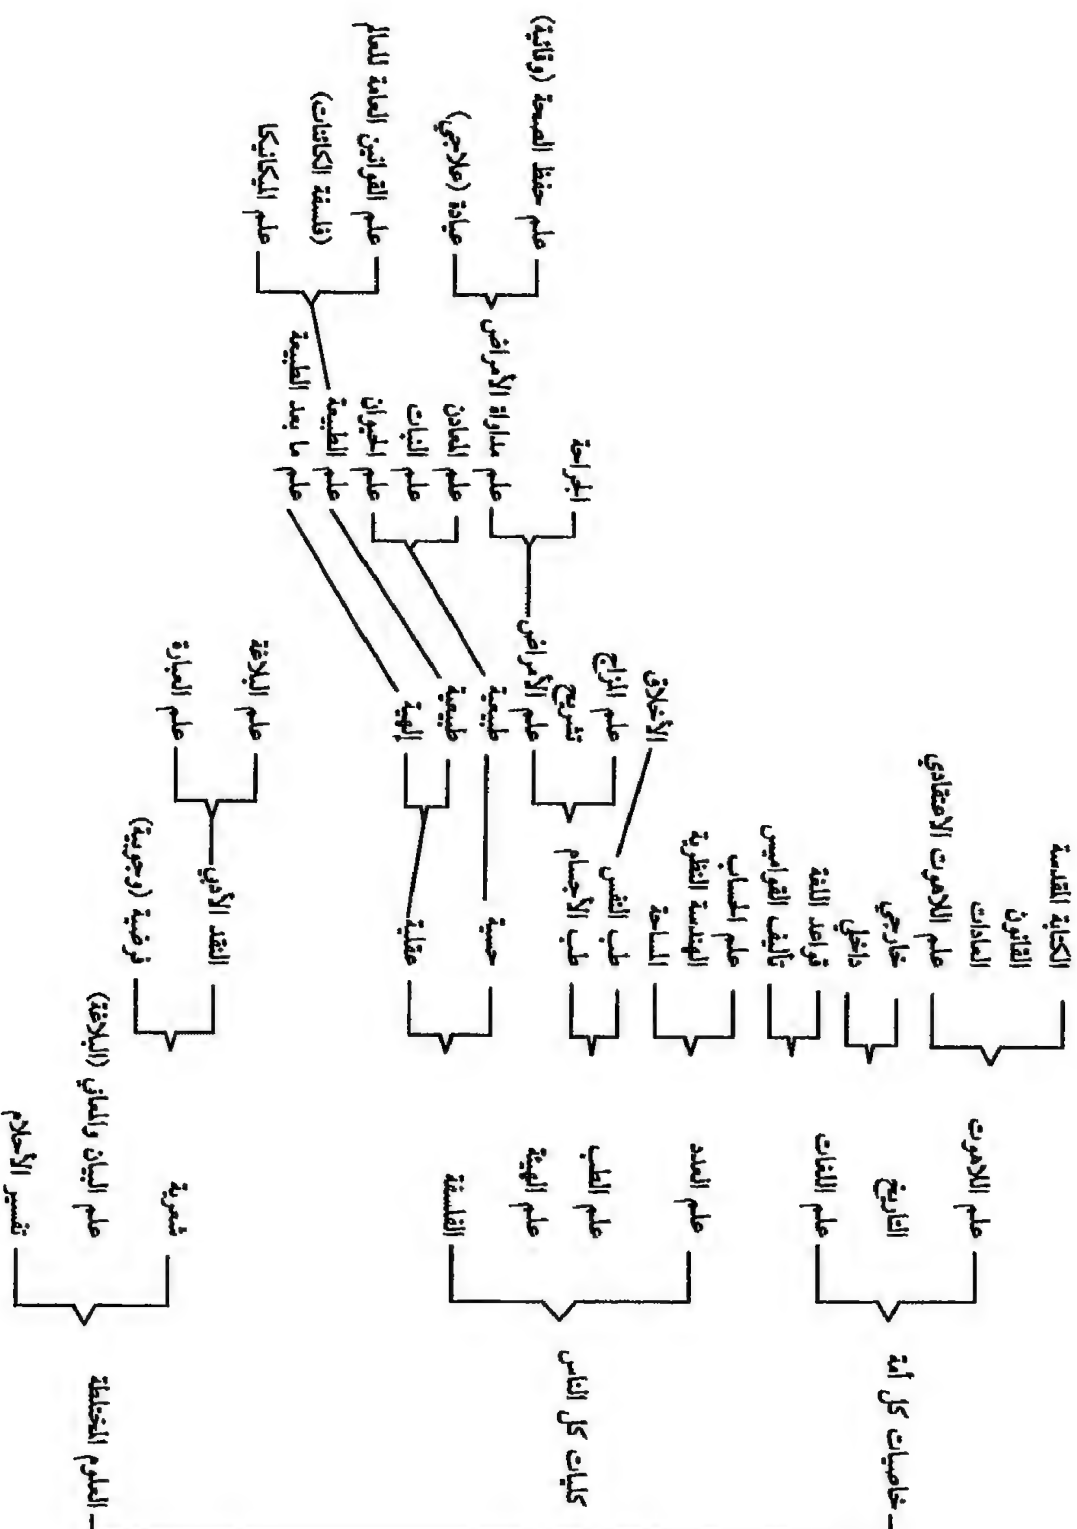 خاصيات كل أمة
علم اللاهوت
الكتابة المقدسة
القانون
العادات
علم اللاهوت الاعتقادي
التاريخ
خارجي
داخلي
علم اللغات
قواعد اللغة
تأليف القواميس
كليات كل الناس
علم العدد
علم الحساب
الهندسة النظرية
المساحة
علم الطب
طب النفس
الأخلاق
طب الأجسام
علم المزاج
تشريح
علم الأمراض
الجراحة
علم مداواة الأمراض
علم حفظ الصحة (وقائية)
عيادة (علاجي)
علم الهيئة
الفلسفة
حسية
طبيعية
علم المعادن
علم النبات
علم الحيوان
عقلية
طبيعية
علم الطبيعة
علم القوانين العامة للعالم
(فلسفة الكائنات)
علم الميكانيكا
إلهية
علم ما بعد الطبيعة
العلوم المختلطة
شعرية
النقد الأدبي
علم البلاغة
علم العبارة
فرضية (وجوبية)
علم البيان والمعاني (البلاغة)
تفسير الأحلام